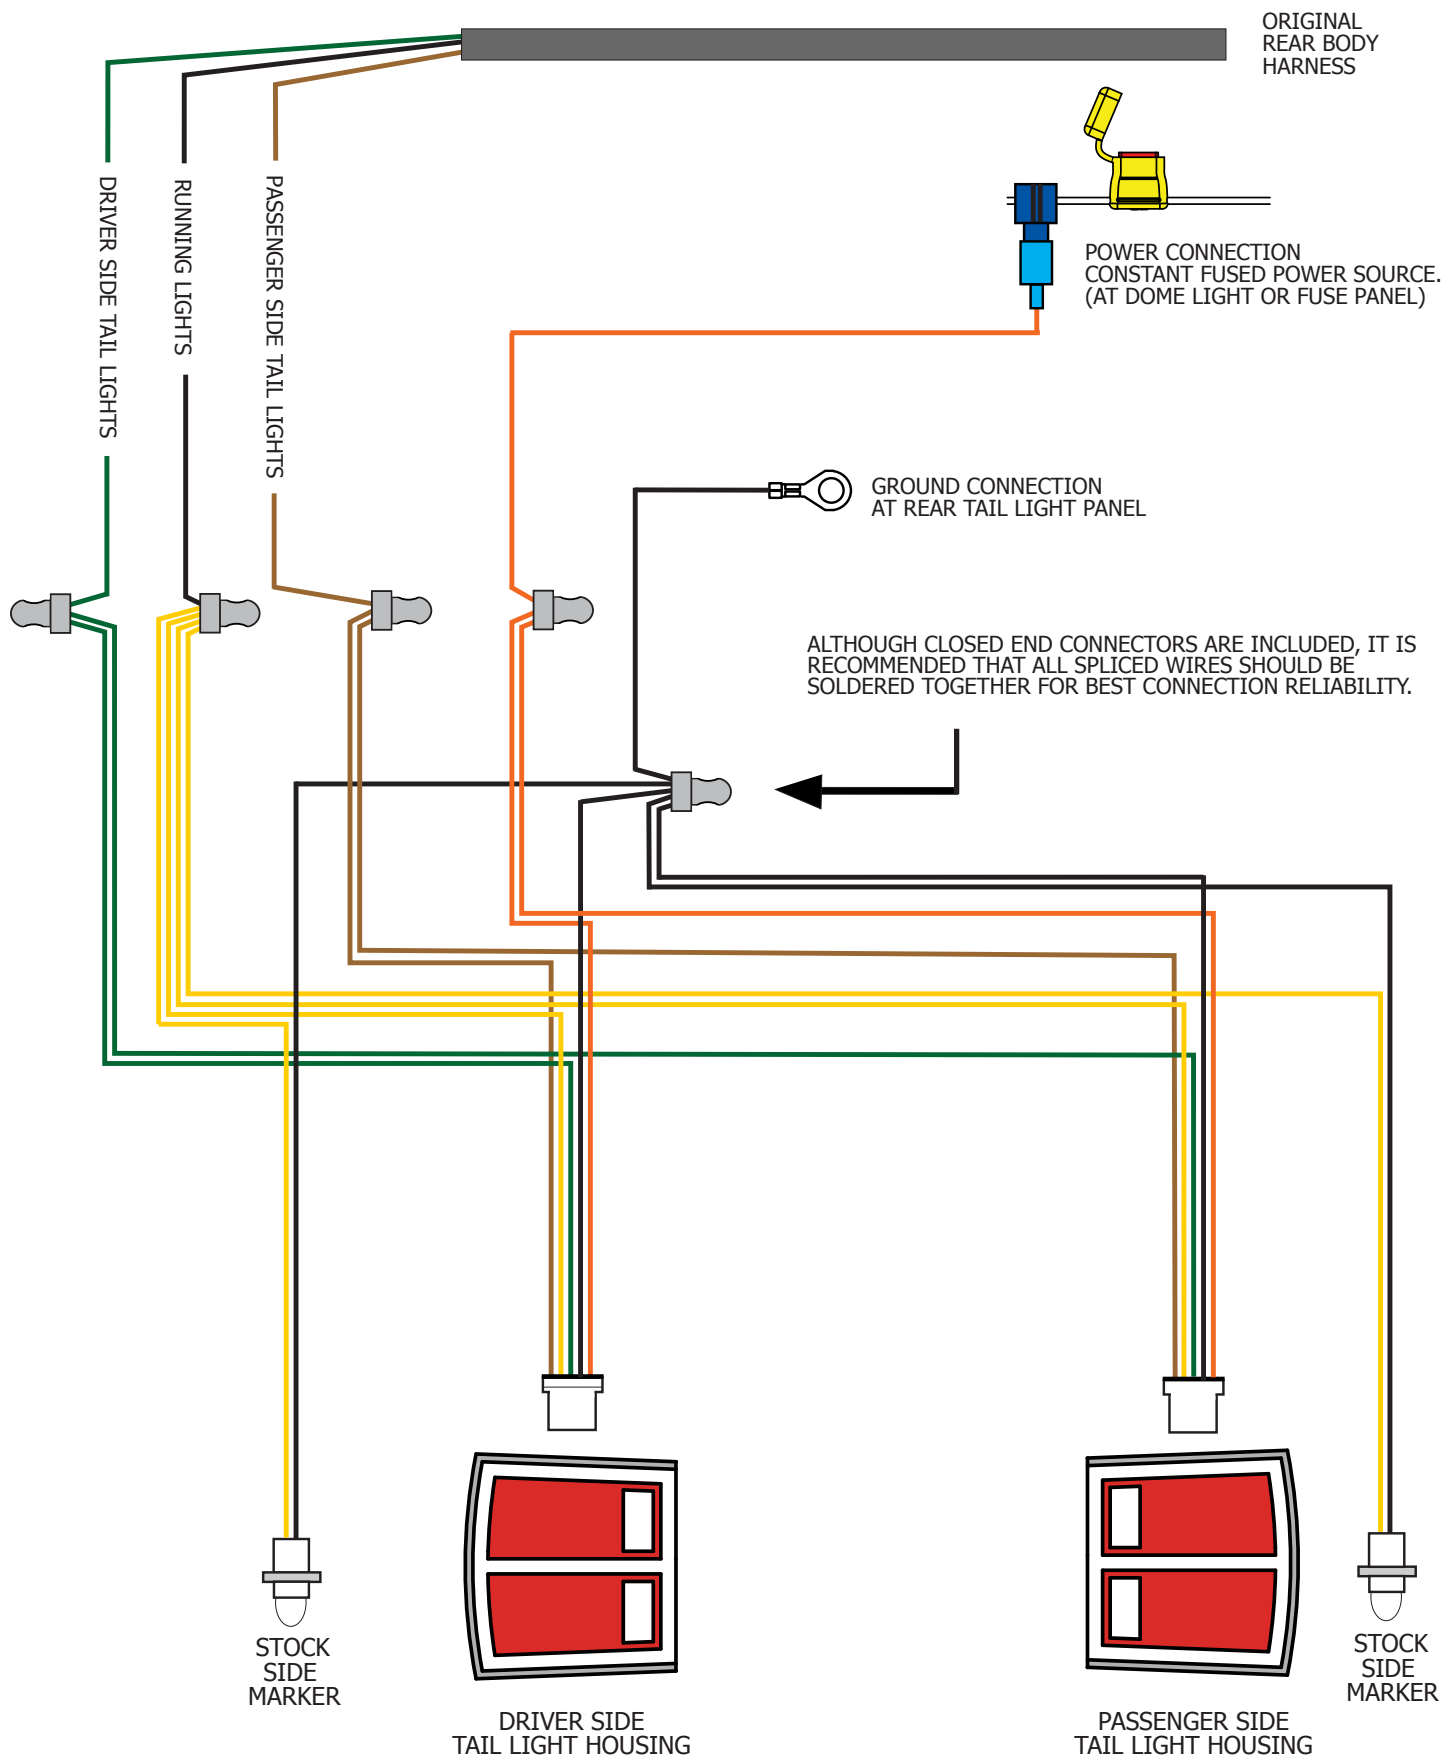 ORIGINAL
REAR BODY
HARNESS
DRIVER SIDE TAIL LIGHTS
RUNNING LIGHTS
PASSENGER SIDE TAIL LIGHTS
POWER CONNECTION
CONSTANT FUSED POWER SOURCE.
(AT DOME LIGHT OR FUSE PANEL)
GROUND CONNECTION
AT REAR TAIL LIGHT PANEL
ALTHOUGH CLOSED END CONNECTORS ARE INCLUDED, IT IS
RECOMMENDED THAT ALL SPLICED WIRES SHOULD BE
SOLDERED TOGETHER FOR BEST CONNECTION RELIABILITY.
STOCK
SIDE
MARKER
DRIVER SIDE
TAIL LIGHT HOUSING
PASSENGER SIDE
TAIL LIGHT HOUSING
STOCK
SIDE
MARKER